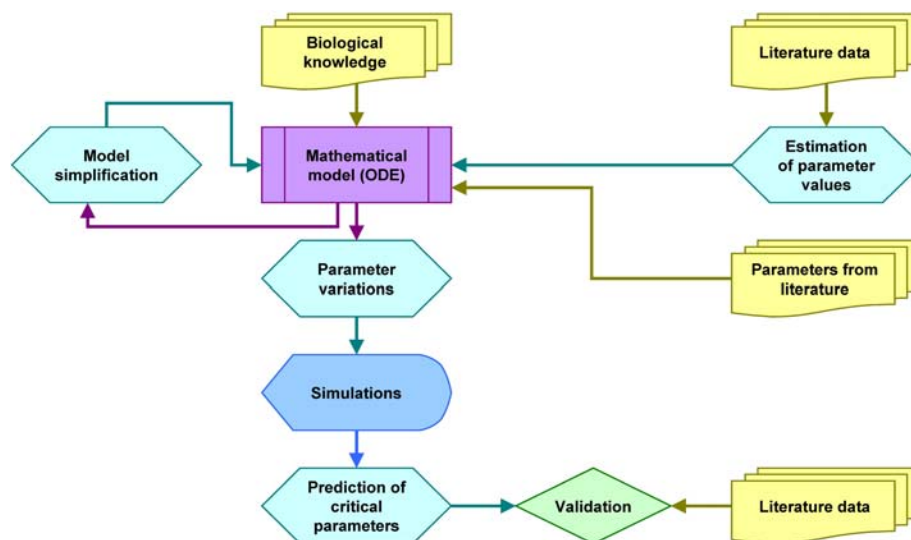 Biological
knowledge
Literature data
Model
simplification
Mathematical
model (ODE)
Estimation
of parameter
values
Parameter
variations
Parameters from
literature
Simulations
Prediction of
critical
parameters
Validation
Literature data